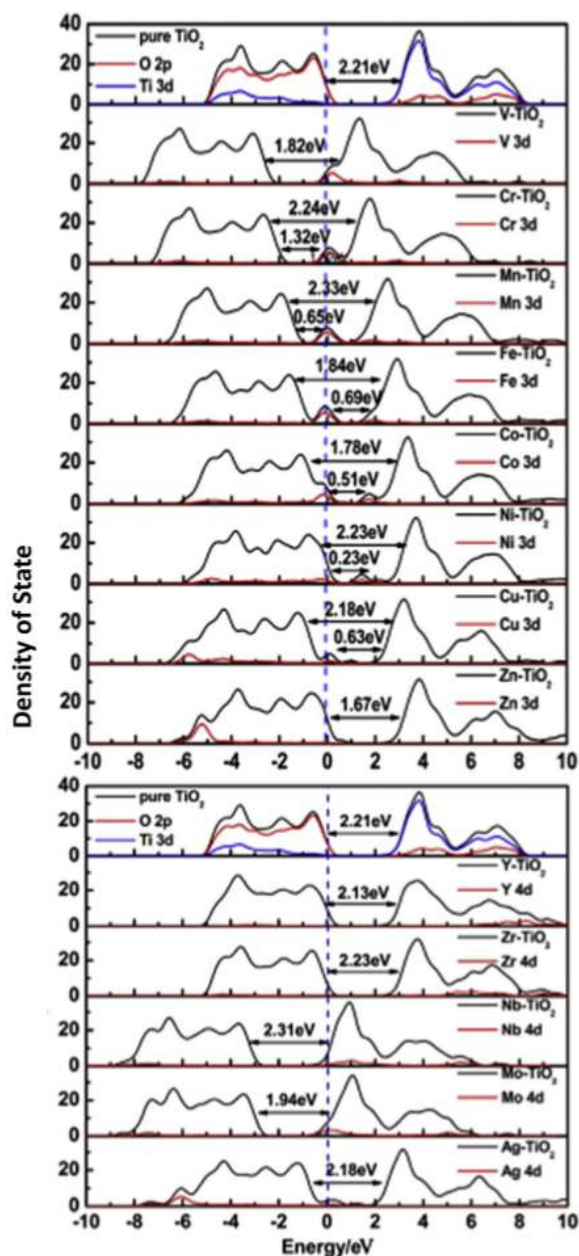 Density of State
40
20
0
pure TiO₂
O 2p
Ti 3d
2.21eV
20
0
V-TiO₂
V 3d
1.82eV
20
0
Cr-TiO₂
Cr 3d
2.24eV
1.32eV
20
0
Mn-TiO₂
Mn 3d
2.33eV
0.65eV
20
0
Fe-TiO₂
Fe 3d
1.84eV
0.69eV
20
0
Co-TiO₂
Co 3d
1.78eV
0.51eV
20
0
Ni-TiO₂
Ni 3d
2.23eV
0.23eV
20
0
Cu-TiO₂
Cu 3d
2.18eV
0.63eV
20
0
Zn-TiO₂
Zn 3d
1.67eV
-10 -8 -6 -4 -2 0 2 4 6 8 10
40
20
0
pure TiO₂
O 2p
Ti 3d
2.21eV
20
0
Y-TiO₂
Y 4d
2.13eV
20
0
Zr-TiO₂
Zr 4d
2.23eV
20
0
Nb-TiO₂
Nb 4d
2.31eV
20
0
Mo-TiO₂
Mo 4d
1.94eV
20
0
Ag-TiO₂
Ag 4d
2.18eV
-10 -8 -6 -4 -2 0 2 4 6 8 10
Energy/eV